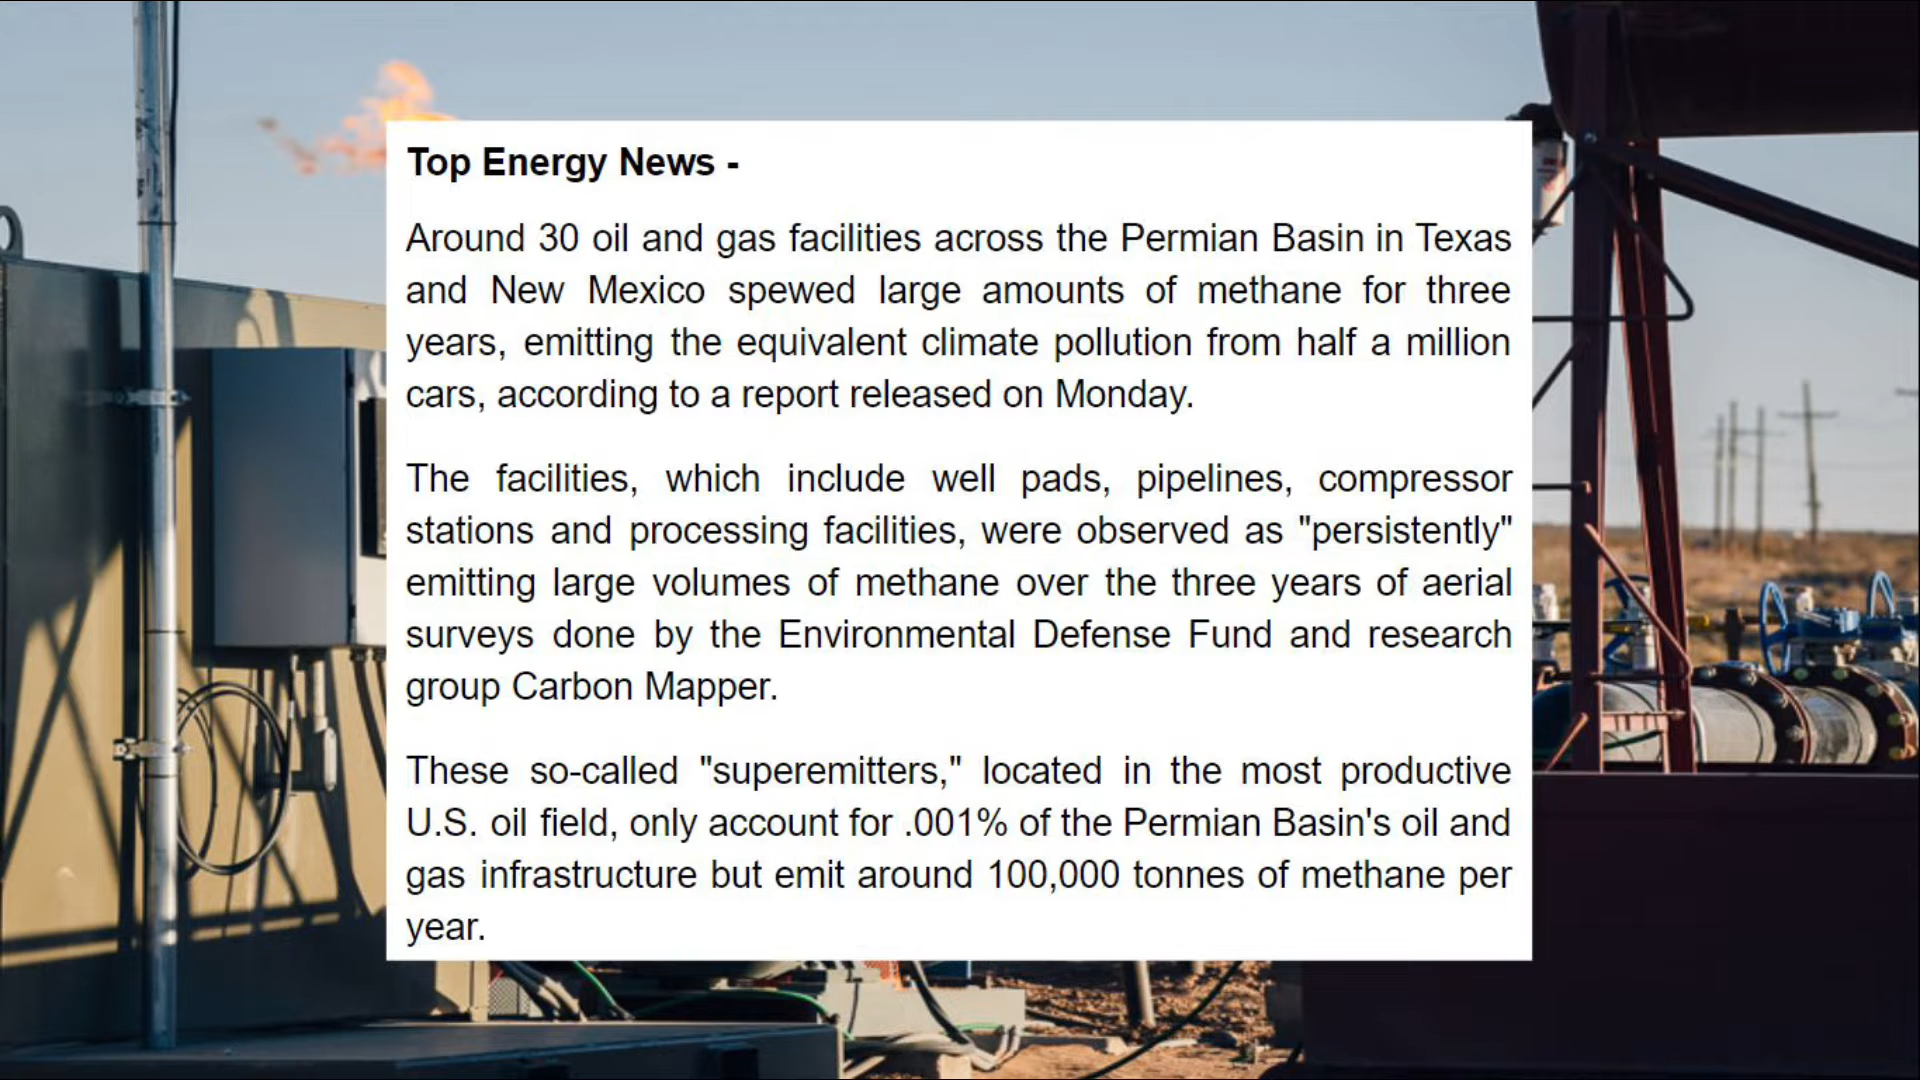 Top Energy News -
Around 30 oil and gas facilities across the Permian Basin in Texas
and New Mexico spewed large amounts of methane for three
years, emitting the equivalent climate pollution from half a million
cars, according to a report released on Monday.
The facilities, which include well pads, pipelines, compressor
stations and processing facilities, were observed as "persistently"
emitting large volumes of methane over the three years of aerial
surveys done by the Environmental Defense Fund and research
group Carbon Mapper.
These so-called "superemitters," located in the most productive
U.S. oil field, only account for .001% of the Permian Basin's oil and
gas infrastructure but emit around 100,000 tonnes of methane per
year.